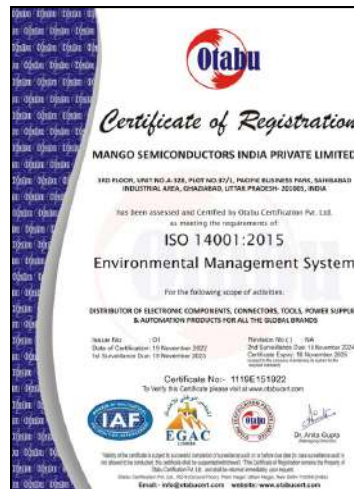 Otabu
Certificate of Registration
MANGO SEMICONDUCTORS INDIA PRIVATE LIMITED
3RD FLOOR, UNIT NO.A-328, PLOT NO.37/1, PACIFIC BUSINESS PARK, SAHIBABAD
INDUSTRIAL AREA, GHAZIABAD, UTTAR PRADESH- 201005, INDIA
has been assessed and Certified by Otabu Certification Pvt. Ltd.
as meeting the requirements of:
ISO 14001:2015
Environmental Management System
For the following scope of activities:
DISTRIBUTOR OF ELECTRONIC COMPONENTS, CONNECTORS, TOOLS, POWER SUPPLIES
& AUTOMATION PRODUCTS FOR ALL THE GLOBAL BRANDS
Issue No : 01
Revision No ( ) : NA
Date of Certification: 19 November 2022
2nd Surveillance Due: 19 November 2024
1st Surveillance Due: 19 November 2023
Certificate Expiry: 18 November 2025
Certificate No:- 1119E151922
To Verify this Certificate please visit at www.otabucert.com
IAF
EGAC
Dr. Anita Gupta
Email:- info@otabucert.com website: www.otabucert.com